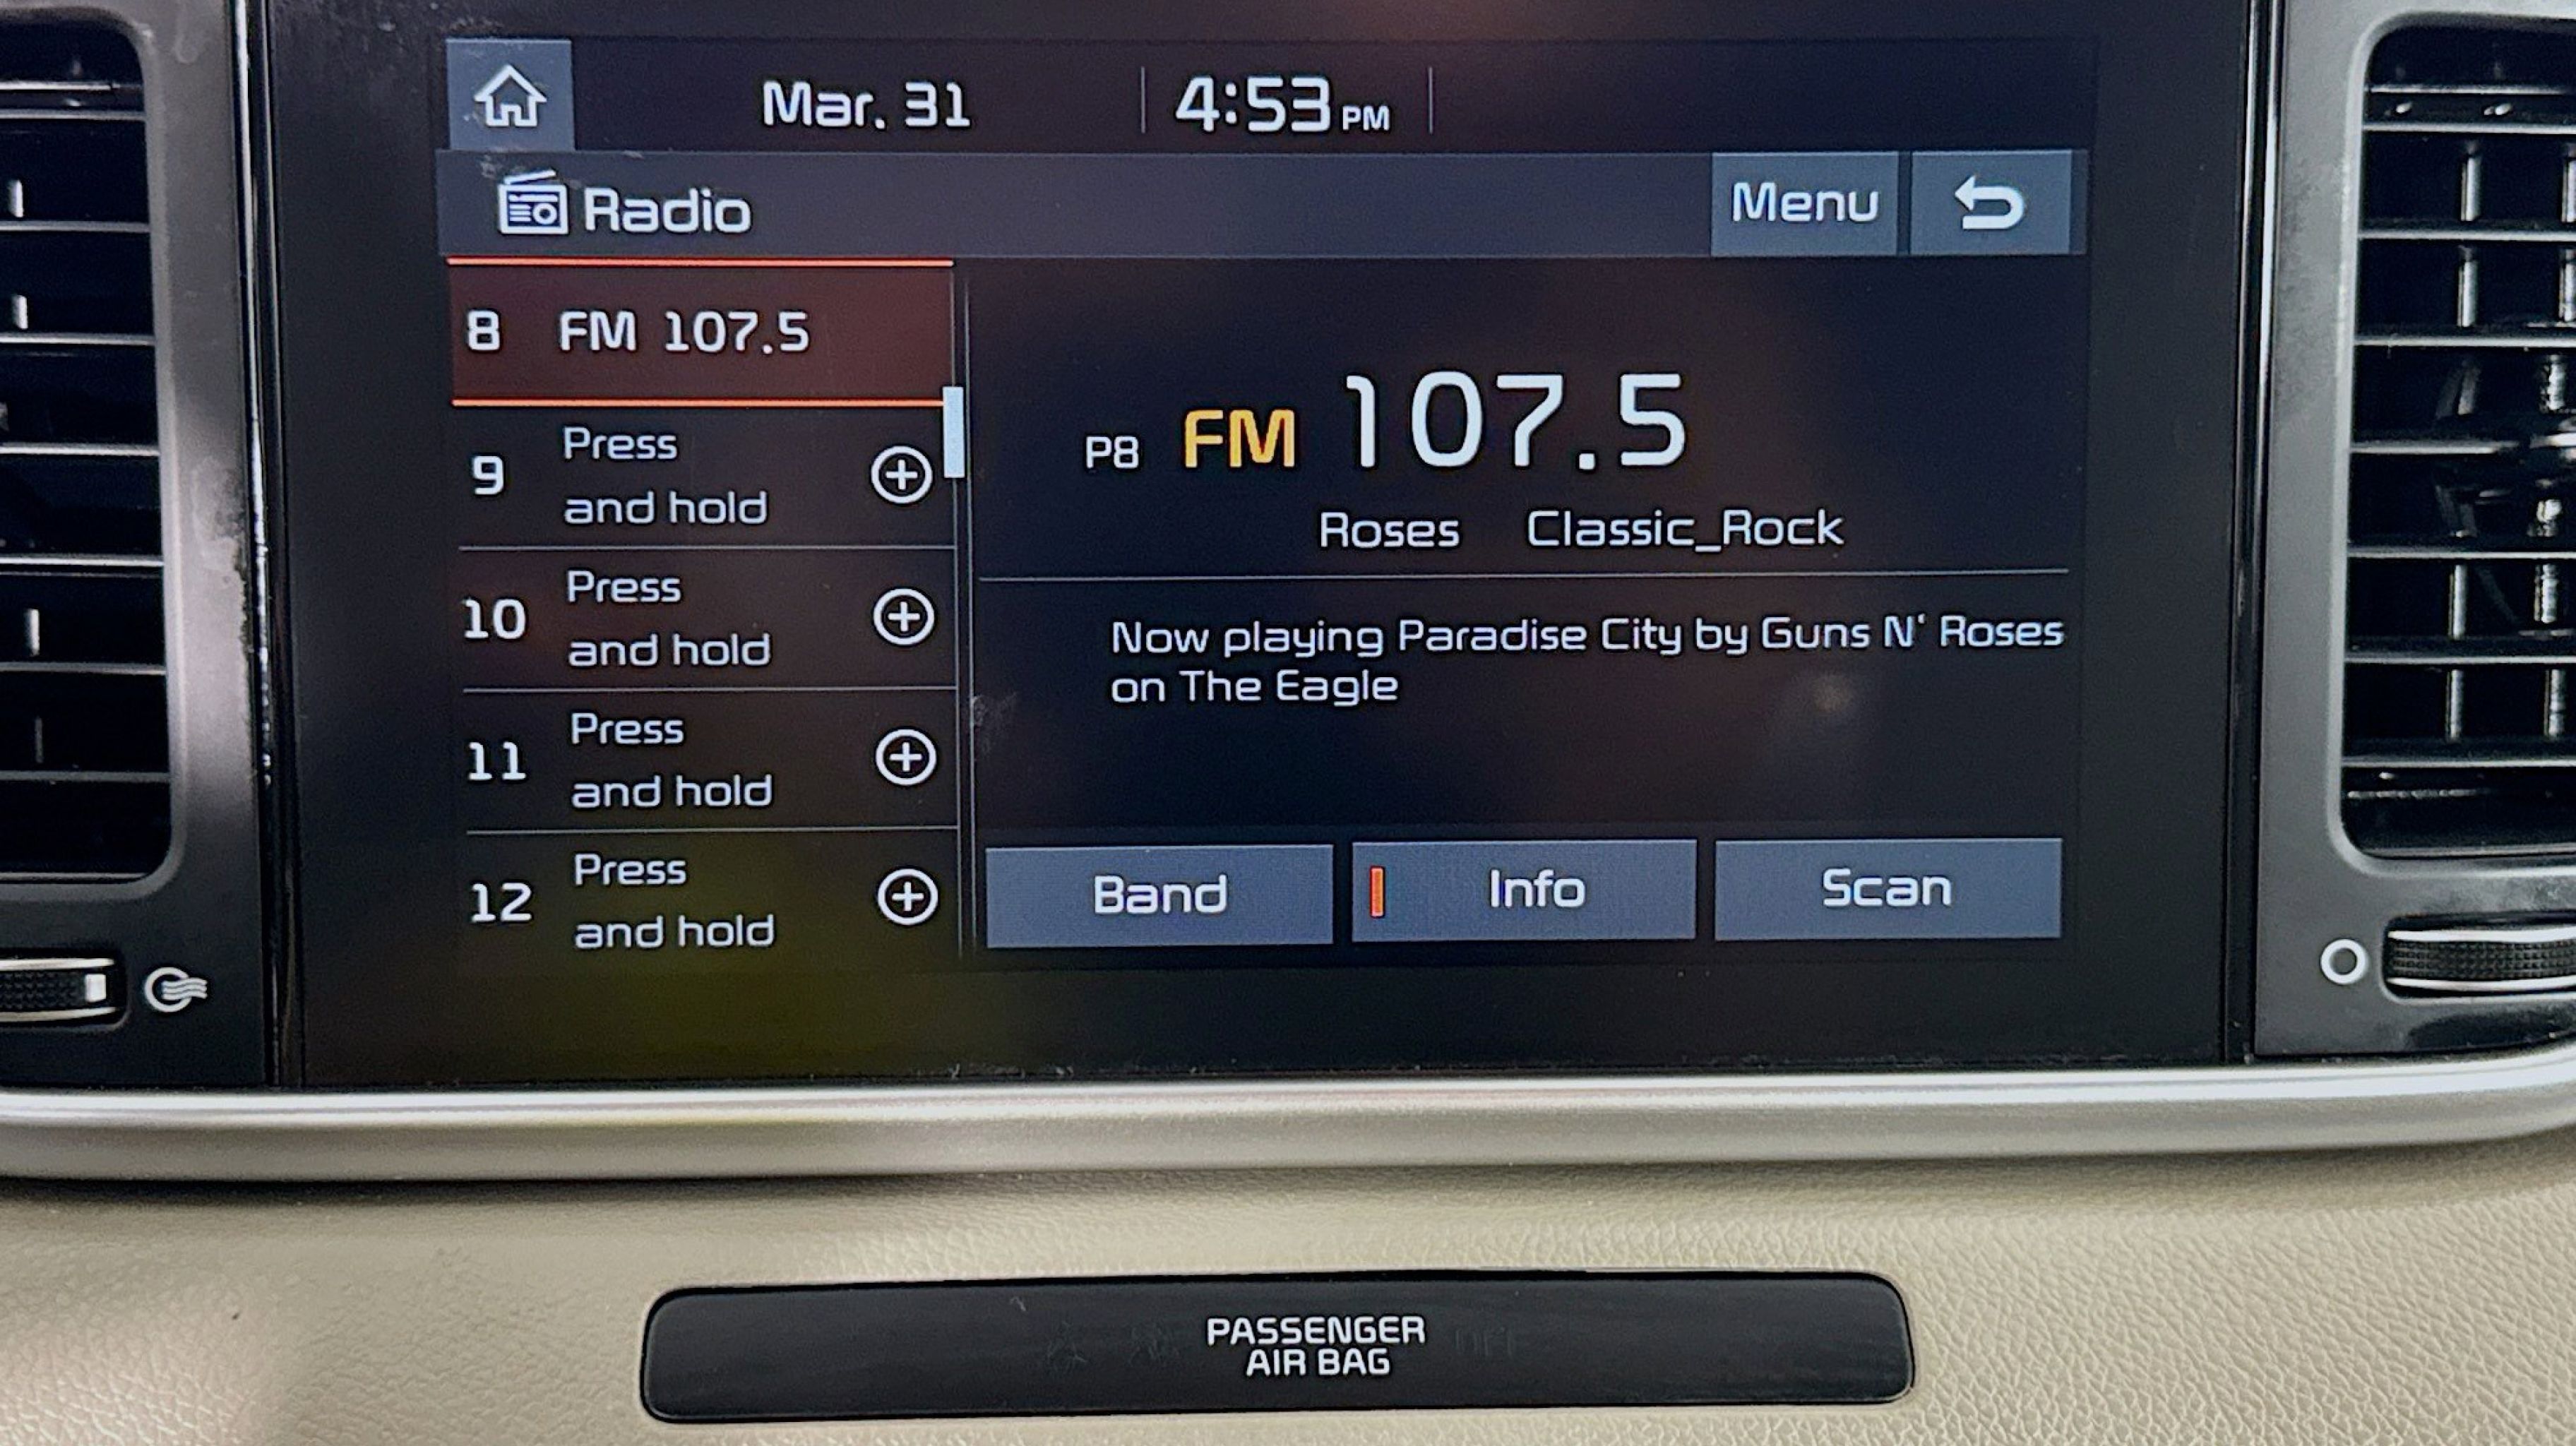 Mar. 31 4:53 PM
Radio Menu
8 FM 107.5
9 Press
and hold
10 Press
and hold
11 Press
and hold
12 Press
and hold
P8 FM 107.5
Roses Classic_Rock
Now playing Paradise City by Guns N' Roses
on The Eagle
Band Info Scan
PASSENGER
AIR BAG